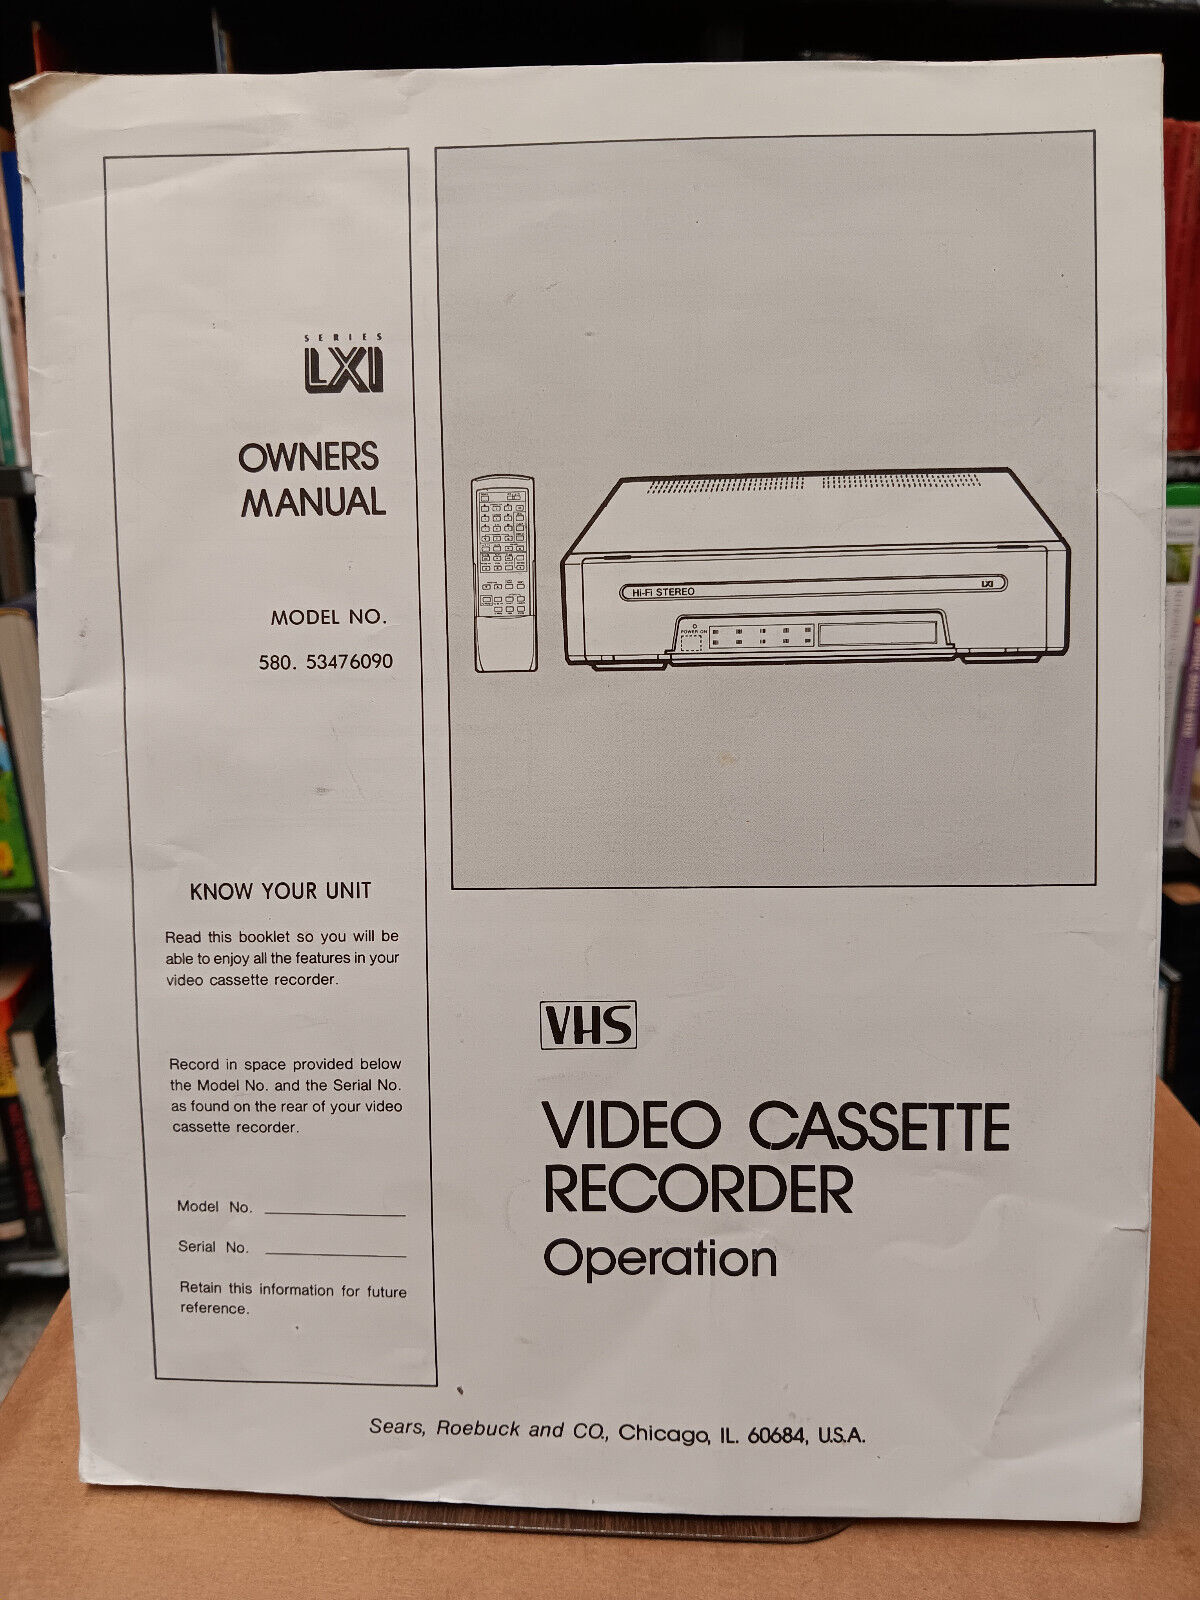 SERIES
LXI
OWNERS
MANUAL
MODEL NO.
580. 53476090
KNOW YOUR UNIT
Read this booklet so you will be
able to enjoy all the features in your
video cassette recorder.
Record in space provided below
the Model No. and the Serial No.
as found on the rear of your video
cassette recorder.
Model No.
Serial No.
Retain this information for future
reference.
Hi-Fi STEREO
LXI
POWER ON
VHS
VIDEO CASSETTE
RECORDER
Operation
Sears, Roebuck and CO., Chicago, IL. 60684, U.S.A.